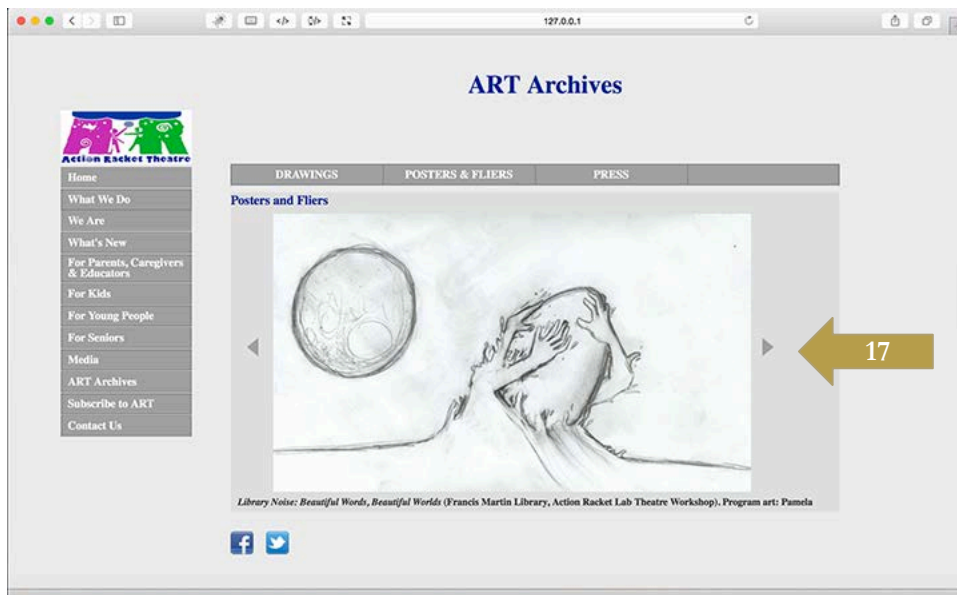 127.0.0.1
ART Archives
Action Racket Theatre
Home
What We Do
We Are
What's New
For Parents, Caregivers
& Educators
For Kids
For Young People
For Seniors
Media
ART Archives
Subscribe to ART
Contact Us
DRAWINGS POSTERS & FLIERS PRESS
Posters and Fliers
17
Library Noise: Beautiful Words, Beautiful Worlds (Francis Martin Library, Action Racket Lab Theatre Workshop). Program art: Pamela